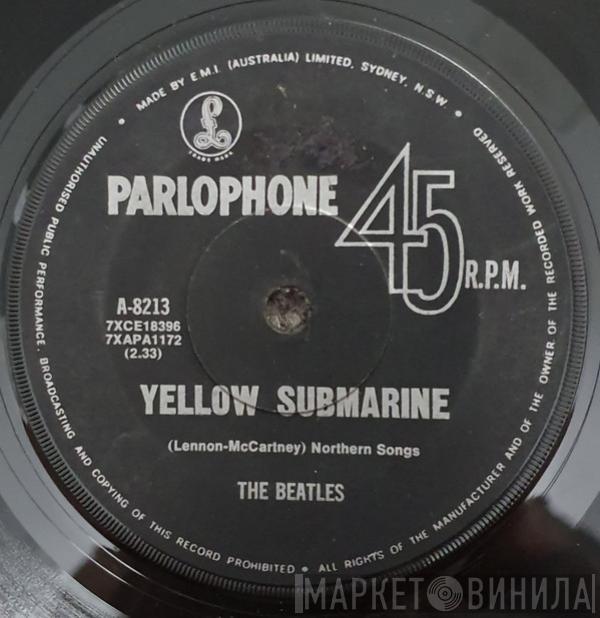 MADE BY E.M.I. (AUSTRALIA) LIMITED. SYDNEY, N.S.W.
TRADE MARK
PARLOPHONE
45 R.P.M.
A-8213
7XCE18396
7XAPA1172
(2.33)
YELLOW SUBMARINE
(Lennon-McCartney) Northern Songs
THE BEATLES
UNAUTHORISED PUBLIC PERFORMANCE, BROADCASTING AND COPYING OF THIS RECORD PROHIBITED • ALL RIGHTS OF THE MANUFACTURER AND OF THE OWNER OF THE RECORDED WORK RESERVED
МАРКЕТ ВИНИЛА